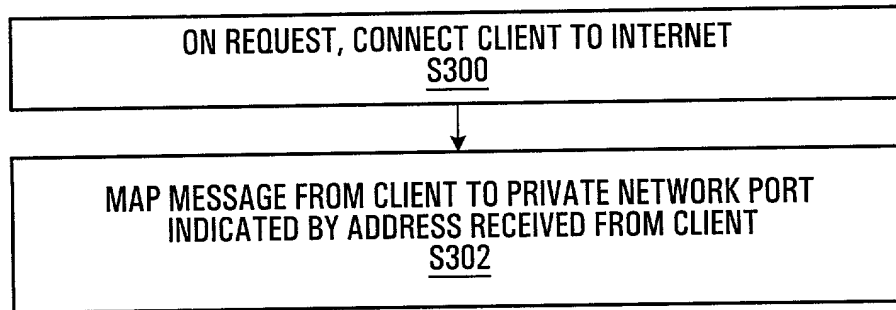 ON REQUEST, CONNECT CLIENT TO INTERNET
S300
MAP MESSAGE FROM CLIENT TO PRIVATE NETWORK PORT
INDICATED BY ADDRESS RECEIVED FROM CLIENT
S302